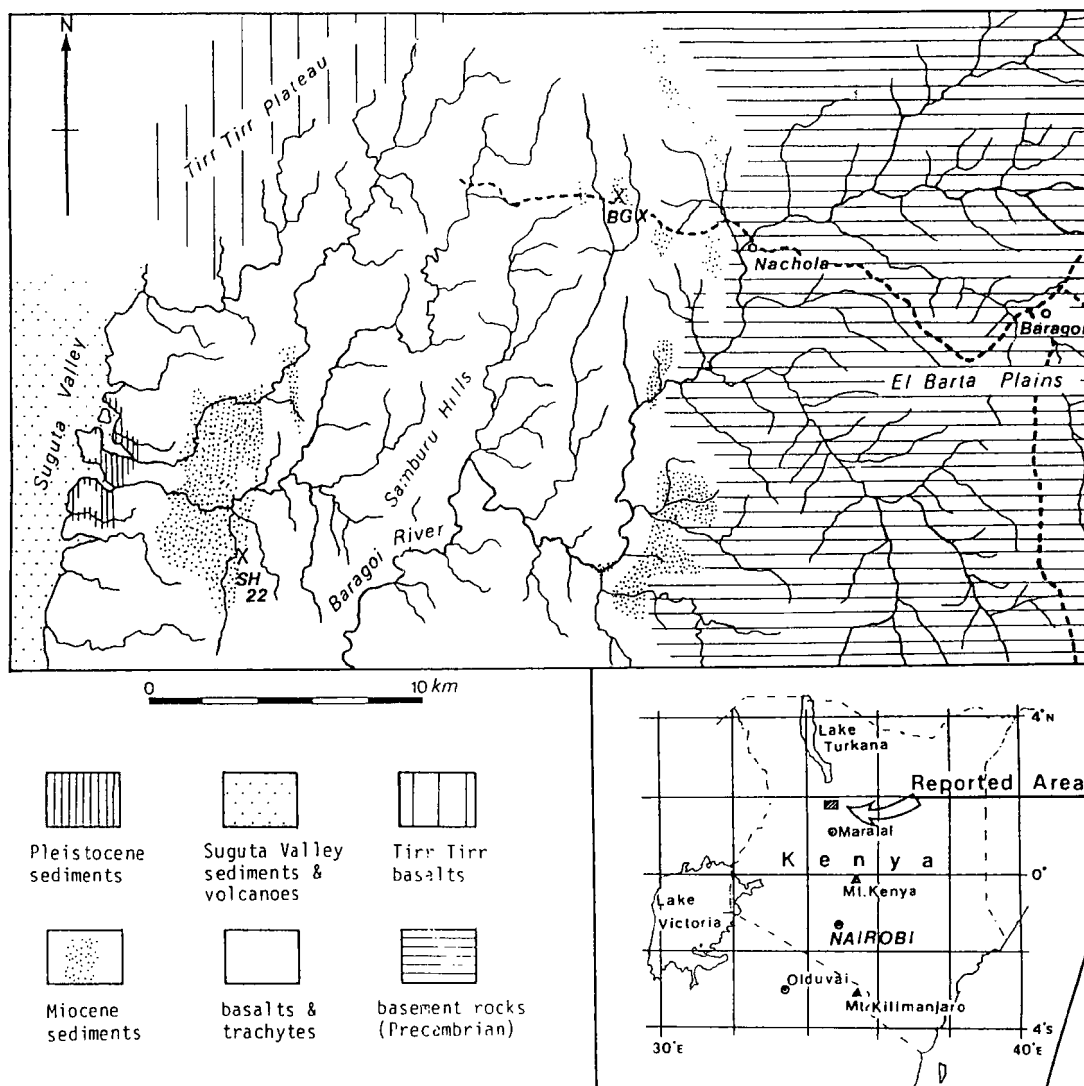 N
Tirr Tirr Plateau
BG X
X
Nachola
Baragoi
El Barta Plains
Suguta Valley
Samburu Hills
Baragoi River
X
SH
22
0 10 km
Pleistocene
sediments
Suguta Valley
sediments &
volcanoes
Tirr Tirr
basalts
Miocene
sediments
basalts &
trachytes
basement rocks
(Precambrian)
4°N
Lake
Turkana
Reported Area
Maralal
Kenya
0°
Mt.Kenya
Lake
Victoria
NAIROBI
Olduvai
Mt.Kilimanjaro
4°S
30°E
40°E